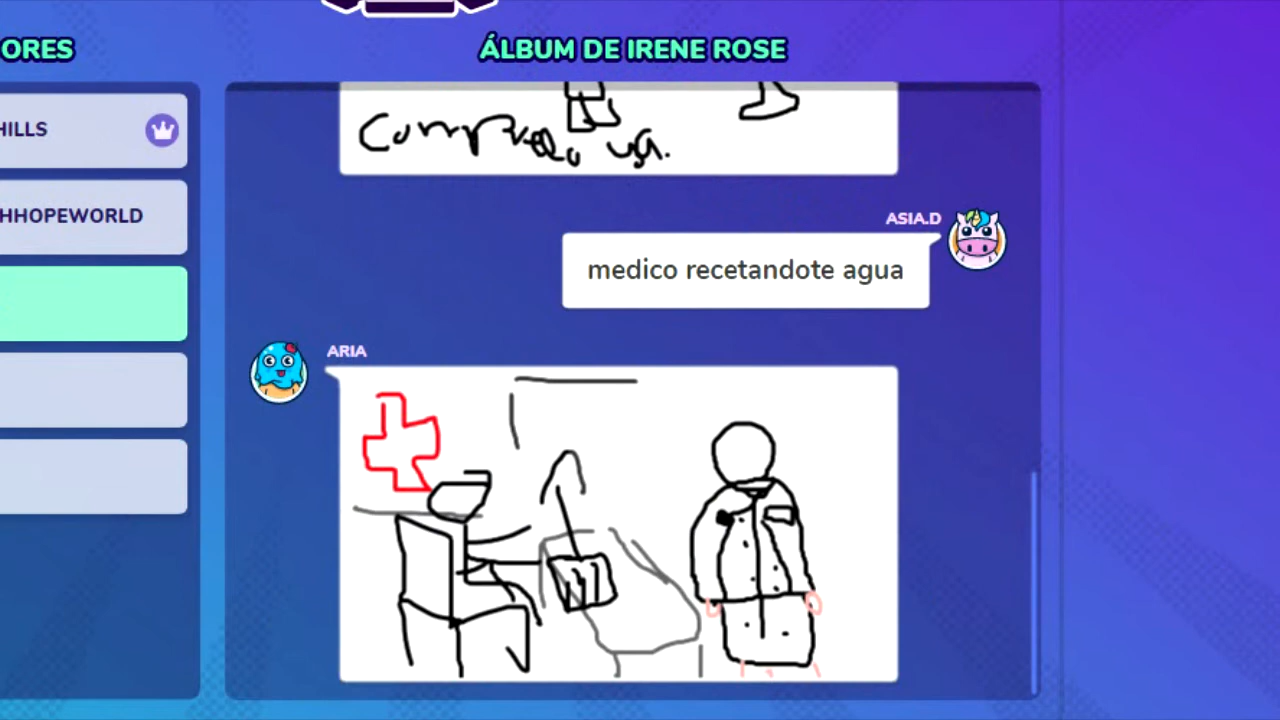 ORES
ÁLBUM DE IRENE ROSE
HILLS
HHOPEWORLD
ASIA.D
medico recetandote agua
ARIA